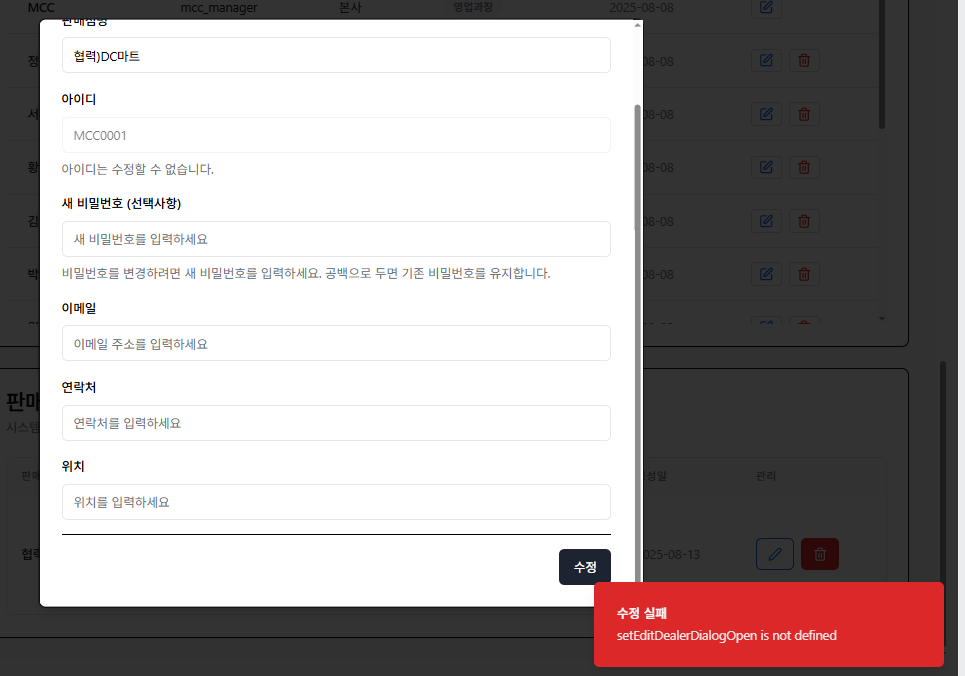 MCC mcc_manager 본사 영업과장 2025-08-08
판매점명
협력)DC마트
정 08-08
아이디
서 08-08
MCC0001
아이디는 수정할 수 없습니다.
황 08-08
새 비밀번호 (선택사항)
김 08-08
새 비밀번호를 입력하세요
비밀번호를 변경하려면 새 비밀번호를 입력하세요. 공백으로 두면 기존 비밀번호를 유지합니다.
박 08-08
이메일
이메일 주소를 입력하세요
연락처
판매
연락처를 입력하세요
시스템
위치
판매 성일 관리
위치를 입력하세요
협력 025-08-13
수정
수정 실패
setEditDealerDialogOpen is not defined